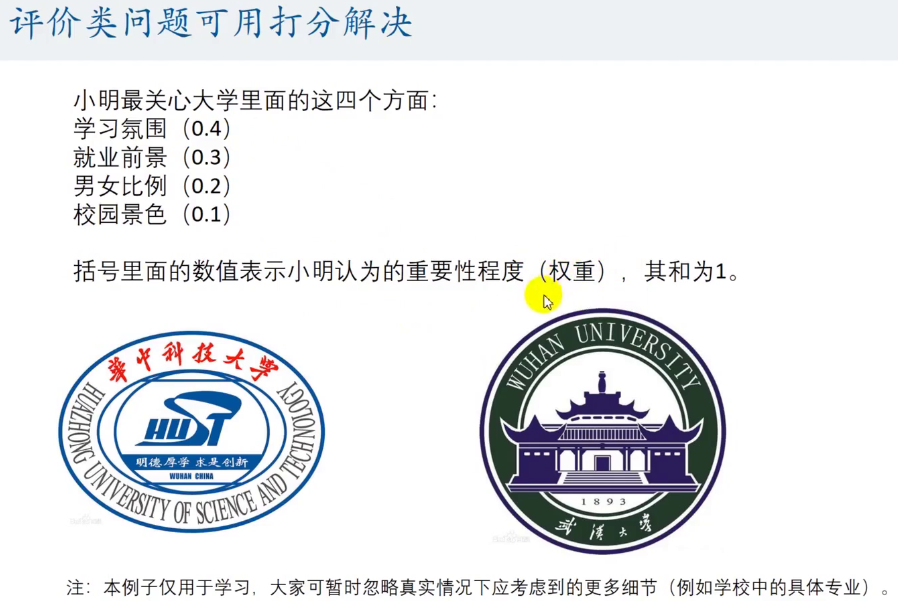 评价类问题可用打分解决
小明最关心大学里面的这四个方面：
学习氛围（0.4）
就业前景（0.3）
男女比例（0.2）
校园景色（0.1）
括号里面的数值表示小明认为的重要性程度（权重），其和为1。
華中科技大学
HUAZHONG UNIVERSITY OF SCIENCE AND TECHNOLOGY
HUST
明德厚学 求是创新
WUHAN CHINA
WUHAN UNIVERSITY
1893
武漢大學
注：本例子仅用于学习，大家可暂时忽略真实情况下应考虑到的更多细节（例如学校中的具体专业）。